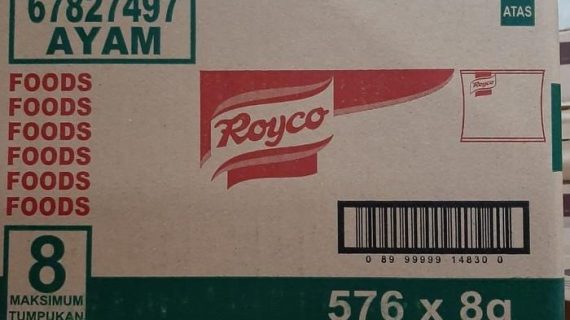 67827497
AYAM
ATAS
FOODS
FOODS
FOODS
FOODS
FOODS
FOODS
Royco
Royco
0 89 99999 14830 0
8
MAKSIMUM
TUMPUKAN
576 x 8g